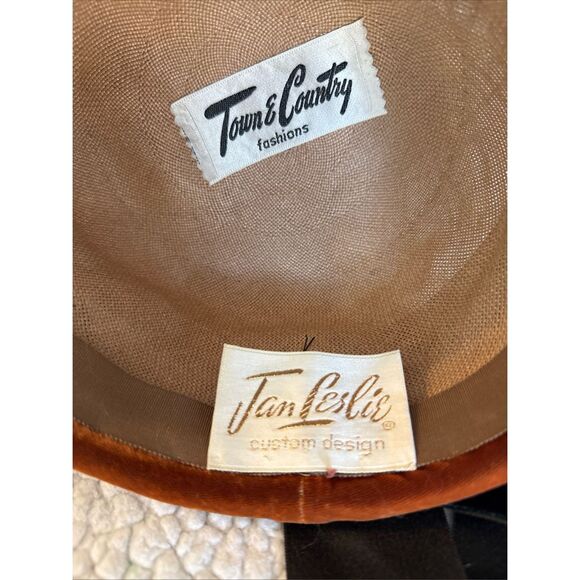 Town & Country
fashions
Jan Leslie ®
custom design